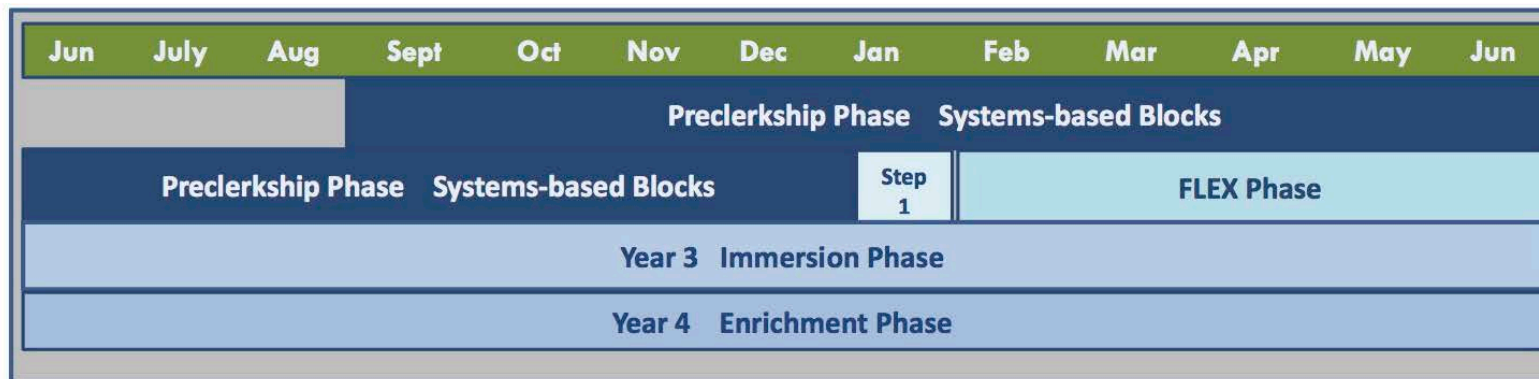 Jun July Aug Sept Oct Nov Dec Jan Feb Mar Apr May Jun
Preclerkship Phase Systems-based Blocks
Preclerkship Phase Systems-based Blocks
Step
1
FLEX Phase
Year 3 Immersion Phase
Year 4 Enrichment Phase